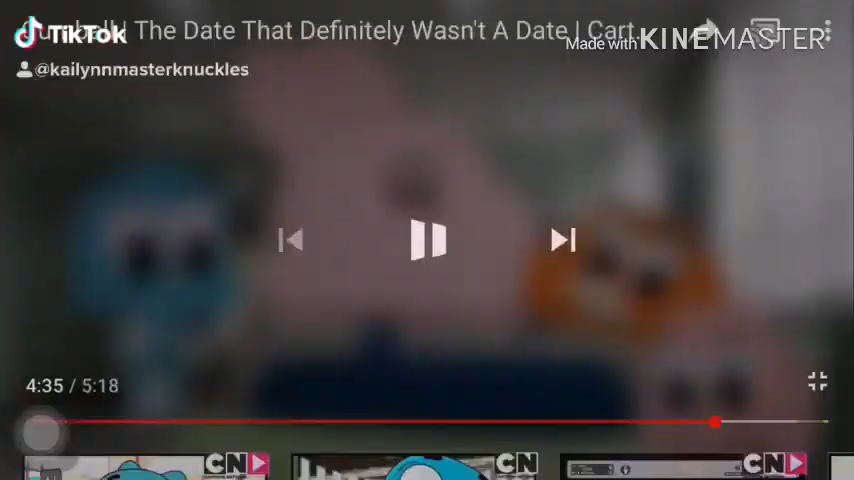 Gumball | The Date That Definitely Wasn't A Date | Cart...
TikTok
Made with KINEMASTER
@kailynnmasterknuckles
4:35 / 5:18
CN
CN
CN